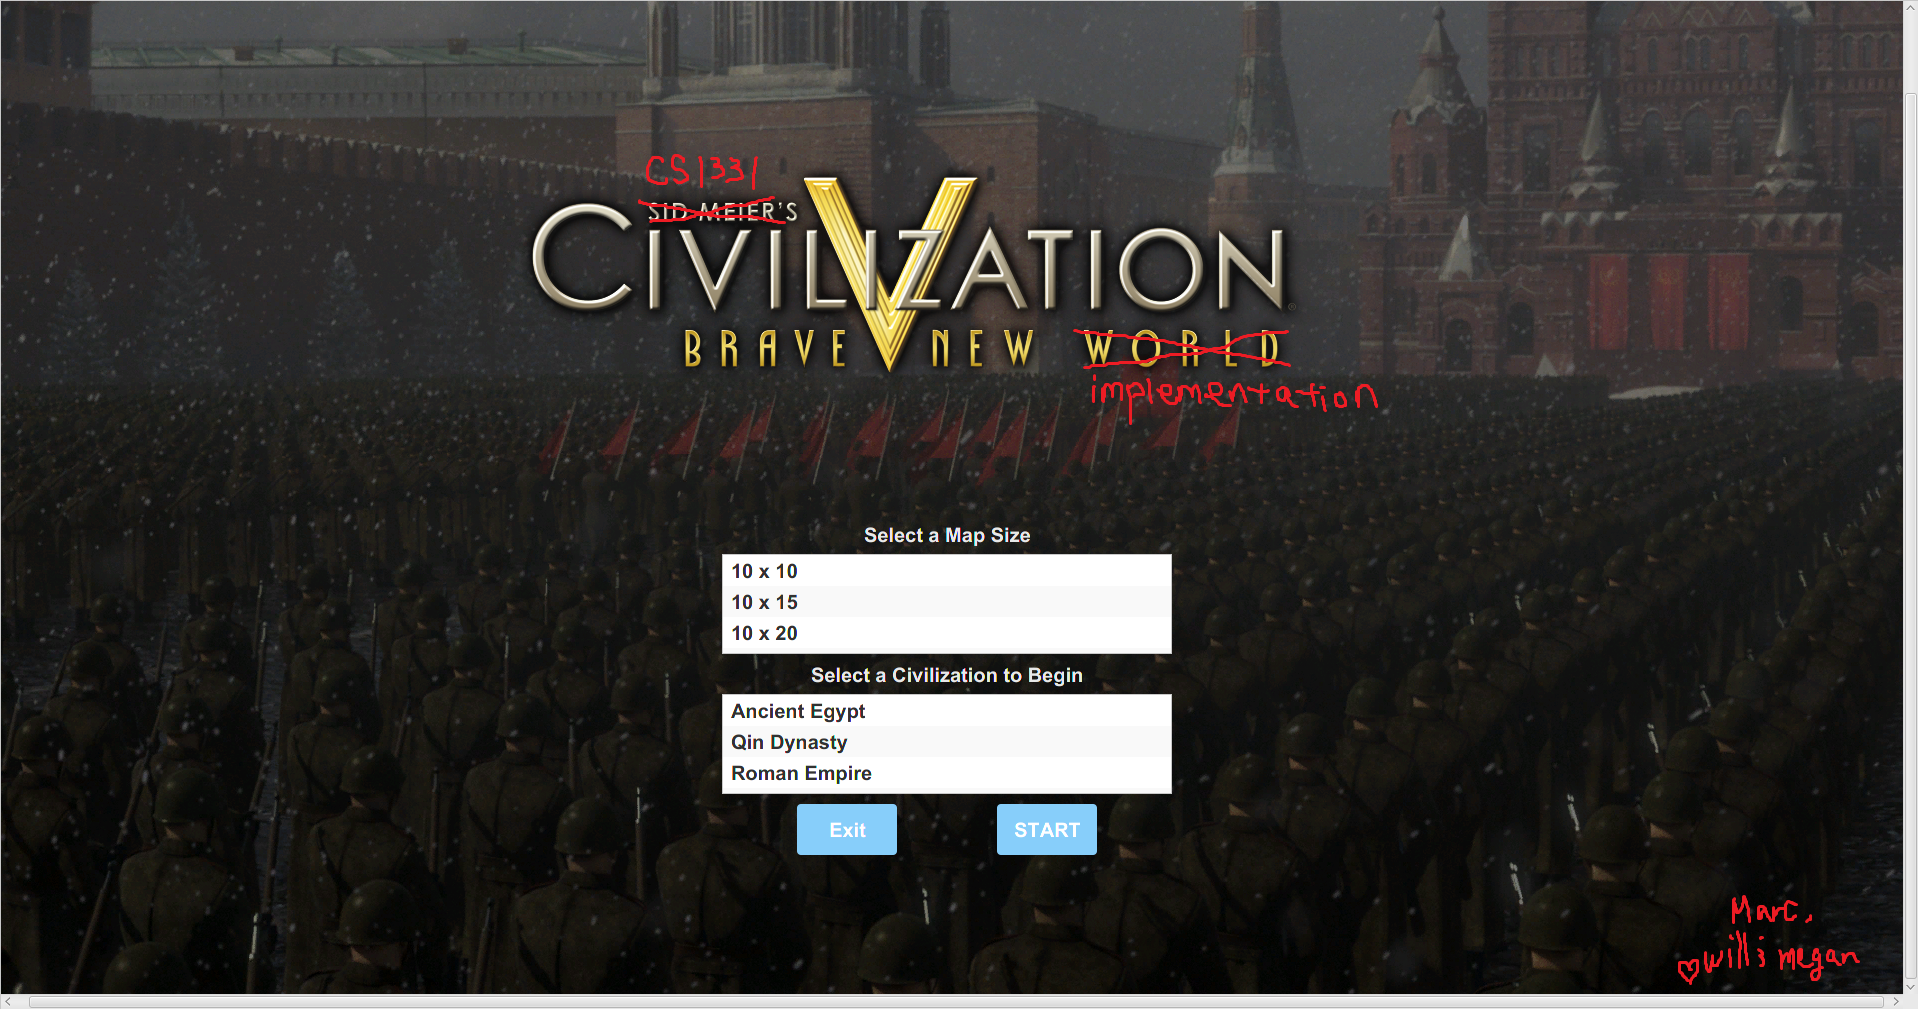 CS1331
SID MEIER'S
CIVILIZATION V
BRAVE NEW WORLD
implementation
Select a Map Size
10 x 10
10 x 15
10 x 20
Select a Civilization to Begin
Ancient Egypt
Qin Dynasty
Roman Empire
Exit START
Marc,
♡will & megan